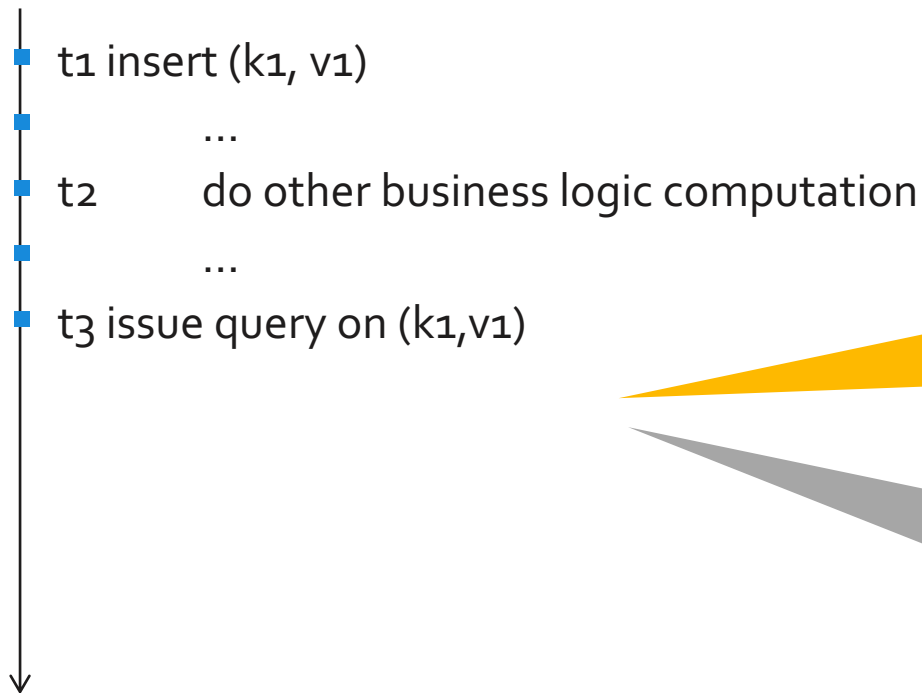 t1 insert (k1, v1)
...
t2 do other business logic computation
...
t3 issue query on (k1,v1)